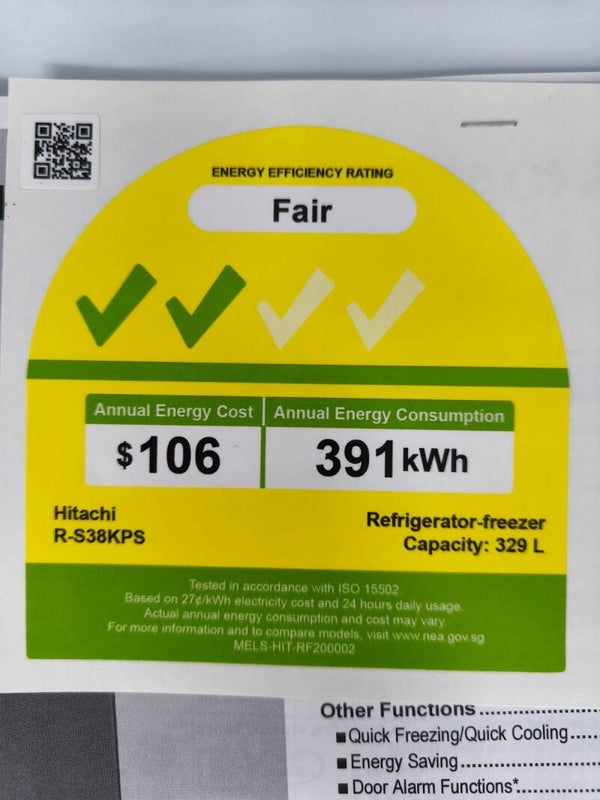 ENERGY EFFICIENCY RATING
Fair
Annual Energy Cost
$106
Annual Energy Consumption
391kWh
Hitachi
R-S38KPS
Refrigerator-freezer
Capacity: 329 L
Tested in accordance with ISO 15502.
Based on 27¢/kWh electricity cost and 24 hours daily usage.
Actual annual energy consumption and cost may vary.
For more information and to compare models, visit www.nea.gov.sg
MELS-HIT-RF200002
Other Functions..................
■Quick Freezing/Quick Cooling....
■Energy Saving....................
■Door Alarm Functions*............